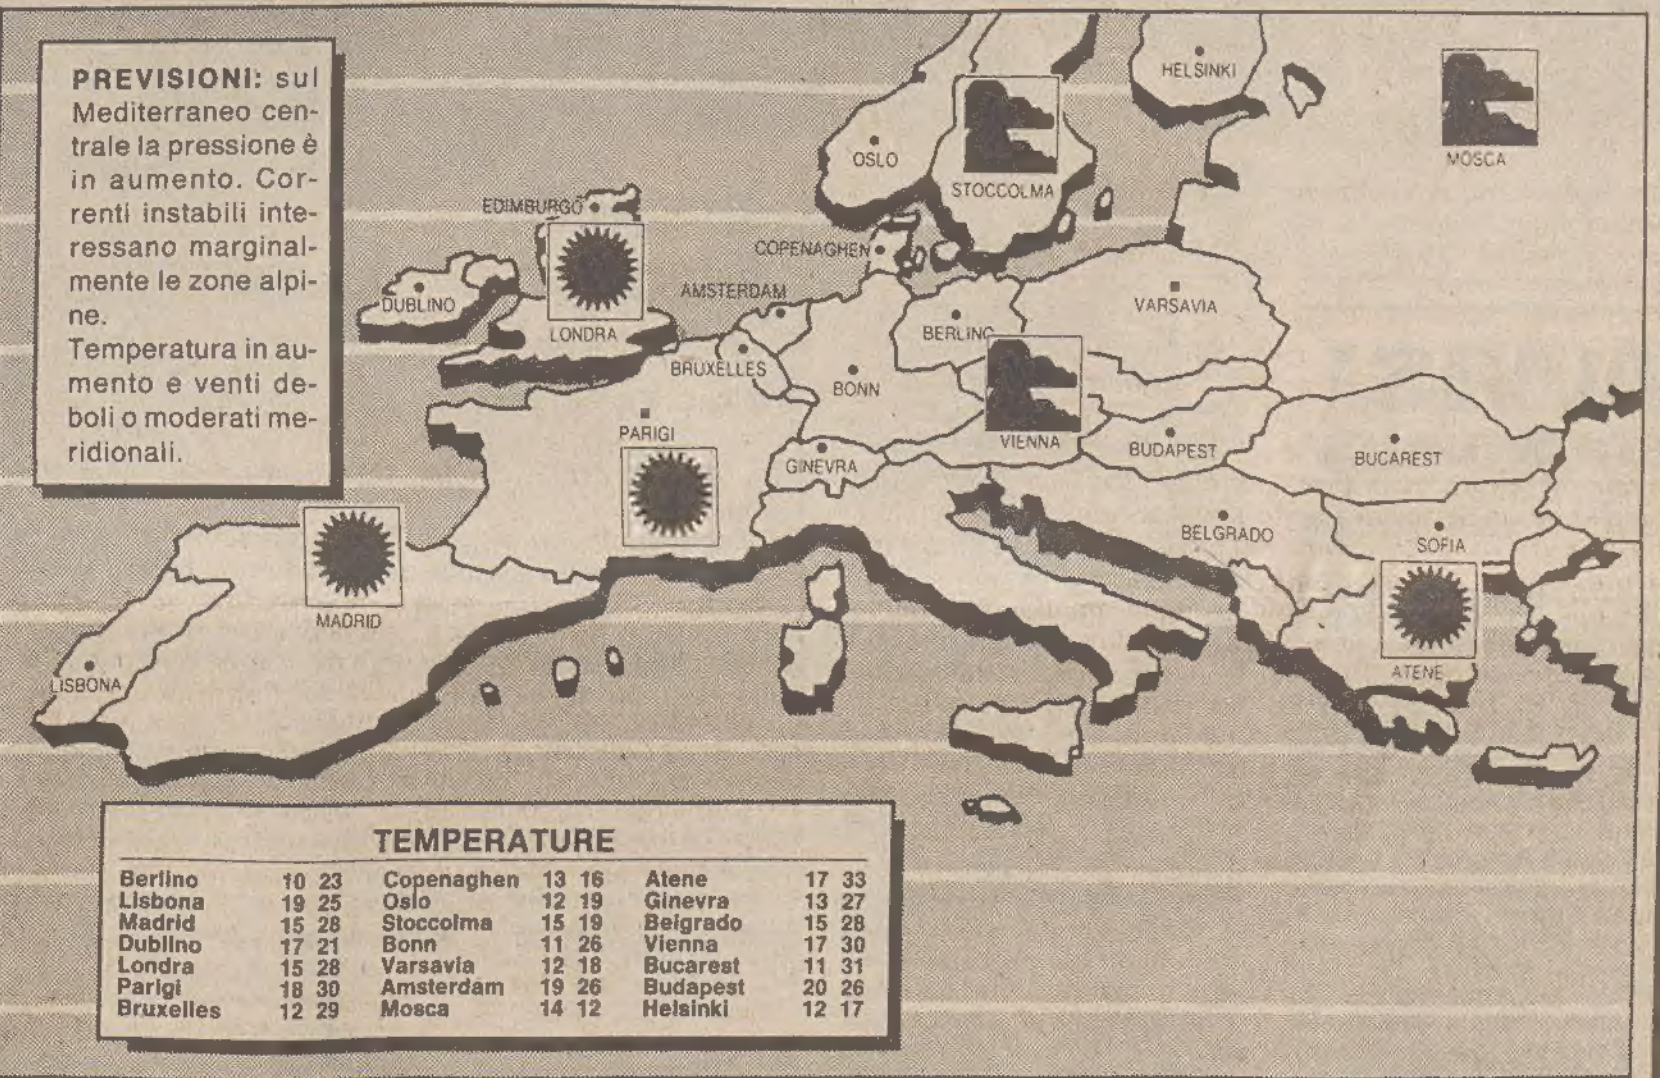 PREVISIONI: sul
Mediterraneo cen-
trale la pressione è
in aumento. Cor-
renti instabili inte-
ressano marginal-
mente le zone alpi-
ne.
Temperatura in au-
mento e venti de-
boli o moderati me-
ridionali.
HELSINKI
MOSCA
OSLO
STOCCOLMA
EDIMBURGO
COPENAGHEN
AMSTERDAM
DUBLINO
VARSAVIA
LONDRA
BERLINO
BRUXELLES
BONN
PARIGI
VIENNA
BUDAPEST
BUCAREST
GINEVRA
BELGRADO
SOFIA
MADRID
ATENE
LISBONA
TEMPERATURE
Berlino 10 23 Copenaghen 13 16 Atene 17 33
Lisbona 19 25 Oslo 12 19 Ginevra 13 27
Madrid 15 28 Stoccolma 15 19 Belgrado 15 28
Dublino 17 21 Bonn 11 26 Vienna 17 30
Londra 15 28 Varsavia 12 18 Bucarest 11 31
Parigi 18 30 Amsterdam 19 26 Budapest 20 26
Bruxelles 12 29 Mosca 14 12 Helsinki 12 17